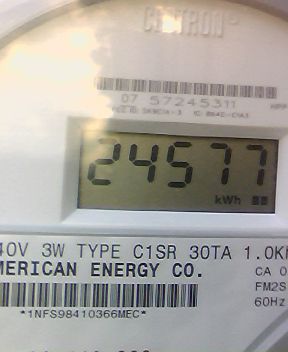 CENTRON
07 57245311
24577
kWh
40V 3W TYPE C1SR 30TA 1.0K
MERICAN ENERGY CO.
CA 0
FM2S
60Hz
*1NFS98410366MEC*